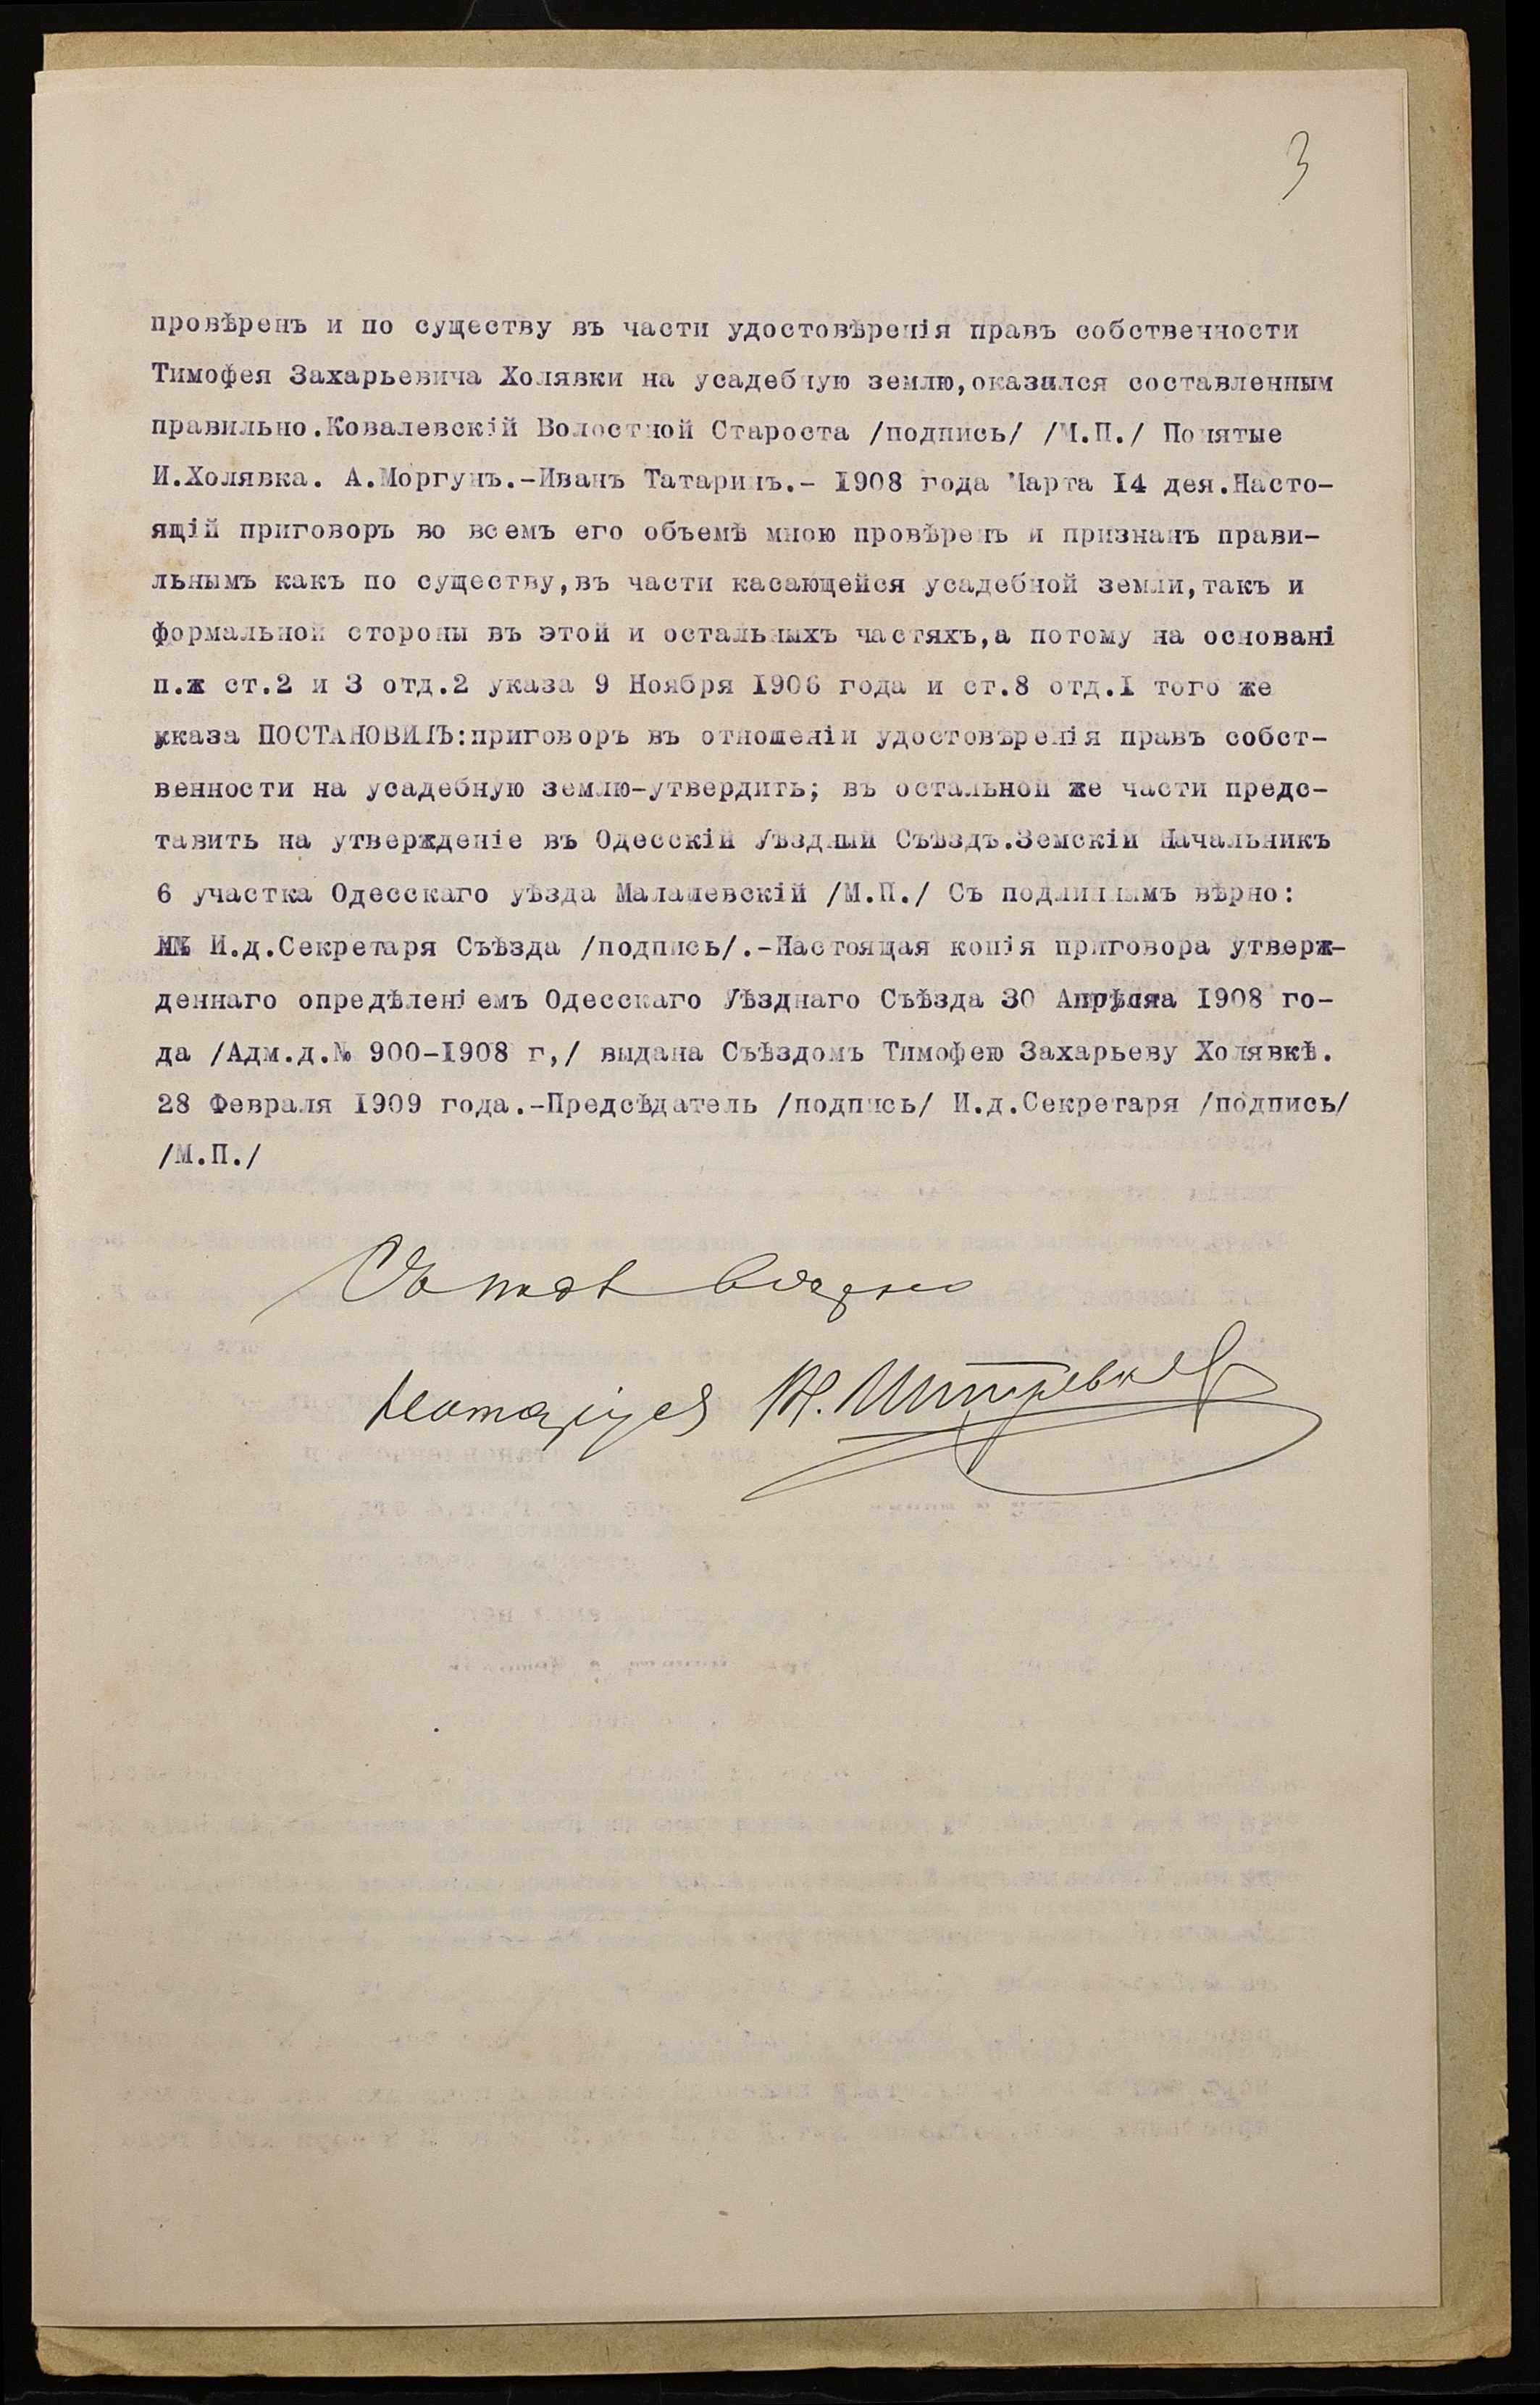 3
провѣренъ и по существу въ части удостовѣренія правъ собственности
Тимофея Захарьевича Холявки на усадебную землю,оказался составленным
правильно.Ковалевскій Волостной Староста /подпись/ /М.П./ Понятые
И.Холявка. А.Моргунъ.-Иванъ Татаринъ.- 1908 года Марта 14 дея.Насто-
ящій приговоръ во всемъ его объемѣ мною провѣренъ и признанъ прави-
льнымъ какъ по существу,въ части касающейся усадебной земли,такъ и
формальной стороны въ этой и остальныхъ частяхъ,а потому на основані
п.ж ст.2 и 3 отд.2 указа 9 Ноября 1906 года и ст.8 отд.I того же
указа ПОСТАНОВИЛЪ:приговоръ въ отношеніи удостовѣренія правъ собст-
венности на усадебную землю-утвердить; въ остальной же части предс-
тавить на утвержденіе въ Одесскій Уѣздный Съѣздъ.Земскій Начальникъ
6 участка Одесскаго уѣзда Малашевскій /М.П./ Съ подлиннымъ вѣрно:
И.д.Секретаря Съѣзда /подпись/.-Настоящая копія приговора утверж-
деннаго опредѣленіемъ Одесскаго Уѣзднаго Съѣзда 30 Апрѣля 1908 го-
да /Адм.д.№ 900-1908 г,/ выдана Съѣздомъ Тимофею Захарьеву Холявкѣ.
28 Февраля 1909 года.-Предсѣдатель /подпись/ И.д.Секретаря /подпись/
/М.П./
Нотаріусъ